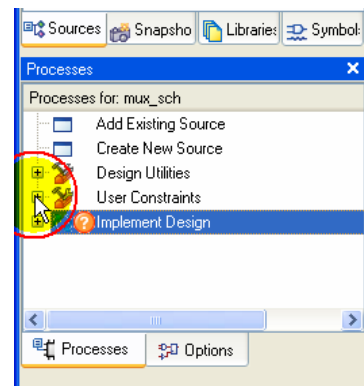 Sources Snapsho Libraries Symbol
Processes
Processes for: mux_sch
Add Existing Source
Create New Source
Design Utilities
User Constraints
Implement Design
Processes Options